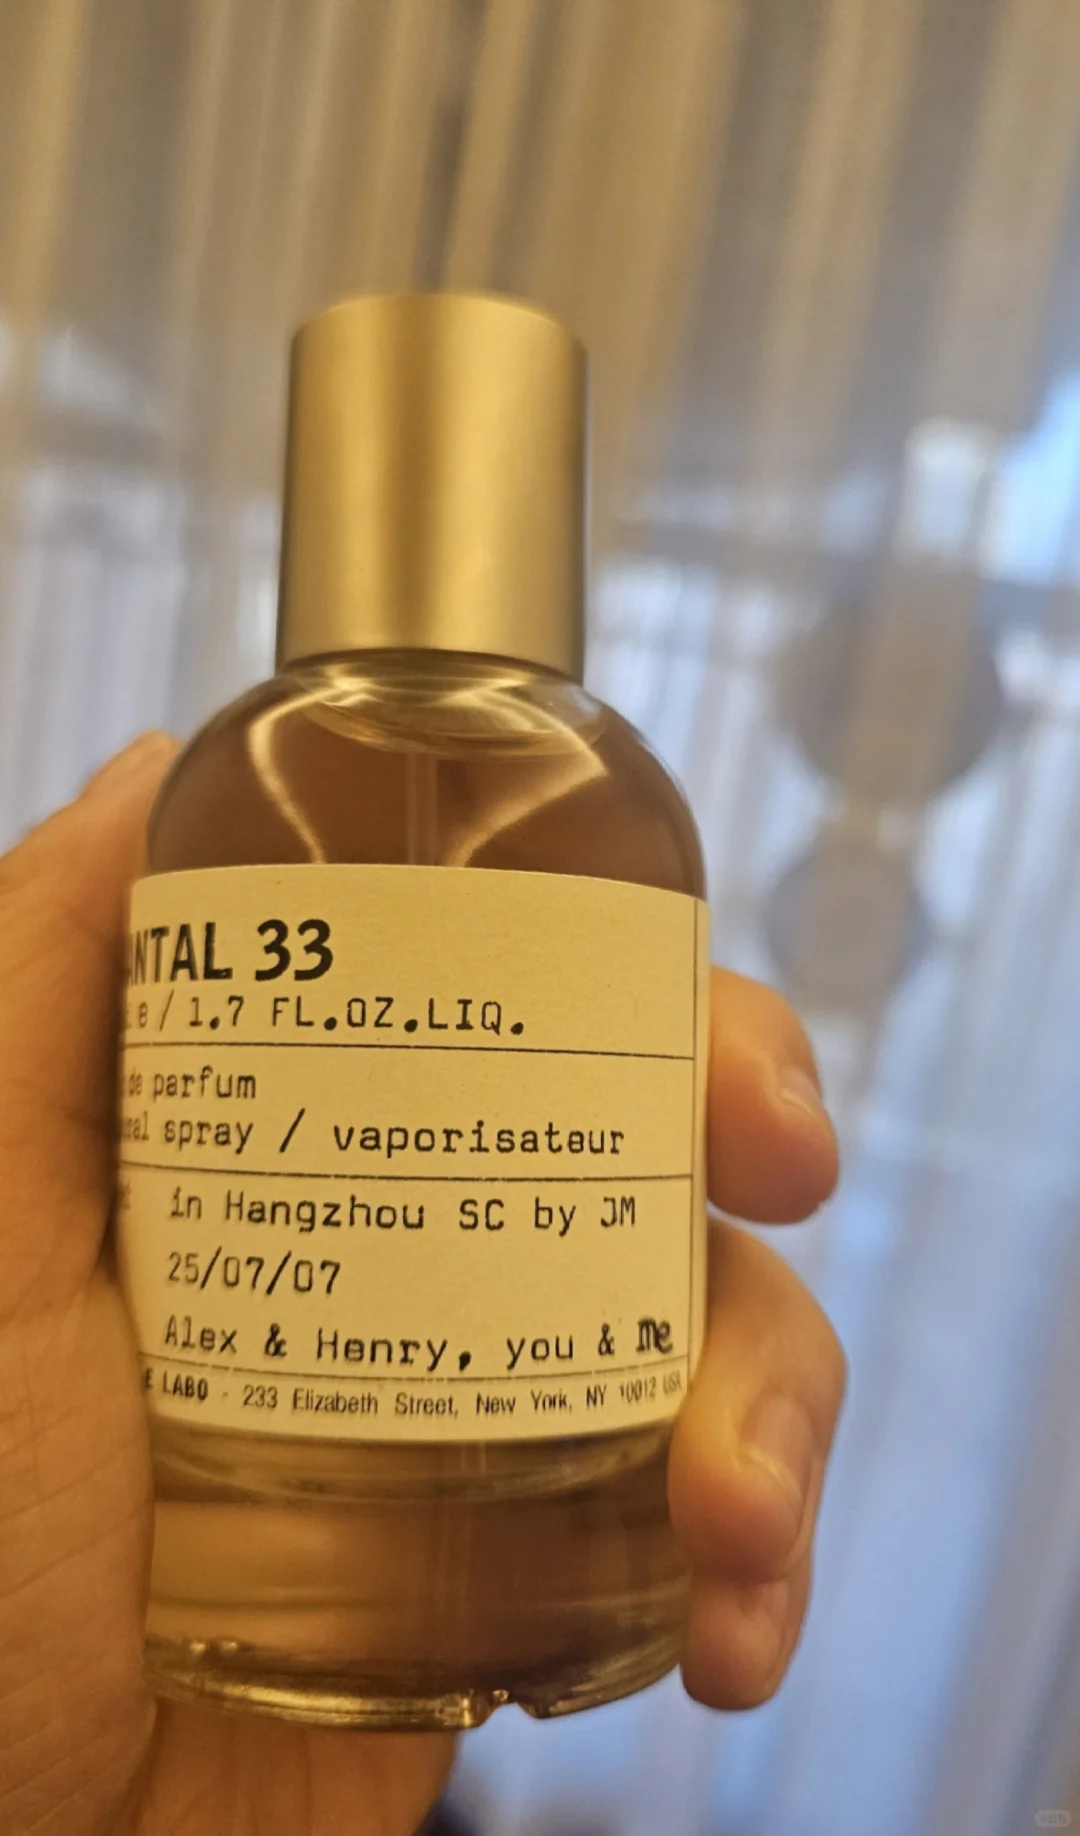 ANTAL 33
/ 1.7 FL.OZ.LIQ.
de parfum
spray / vaporisateur
in Hangzhou SC by JM
25/07/07
Alex & Henry, you & me
LABO - 233 Elizabeth Street, New York, NY 10012 USA